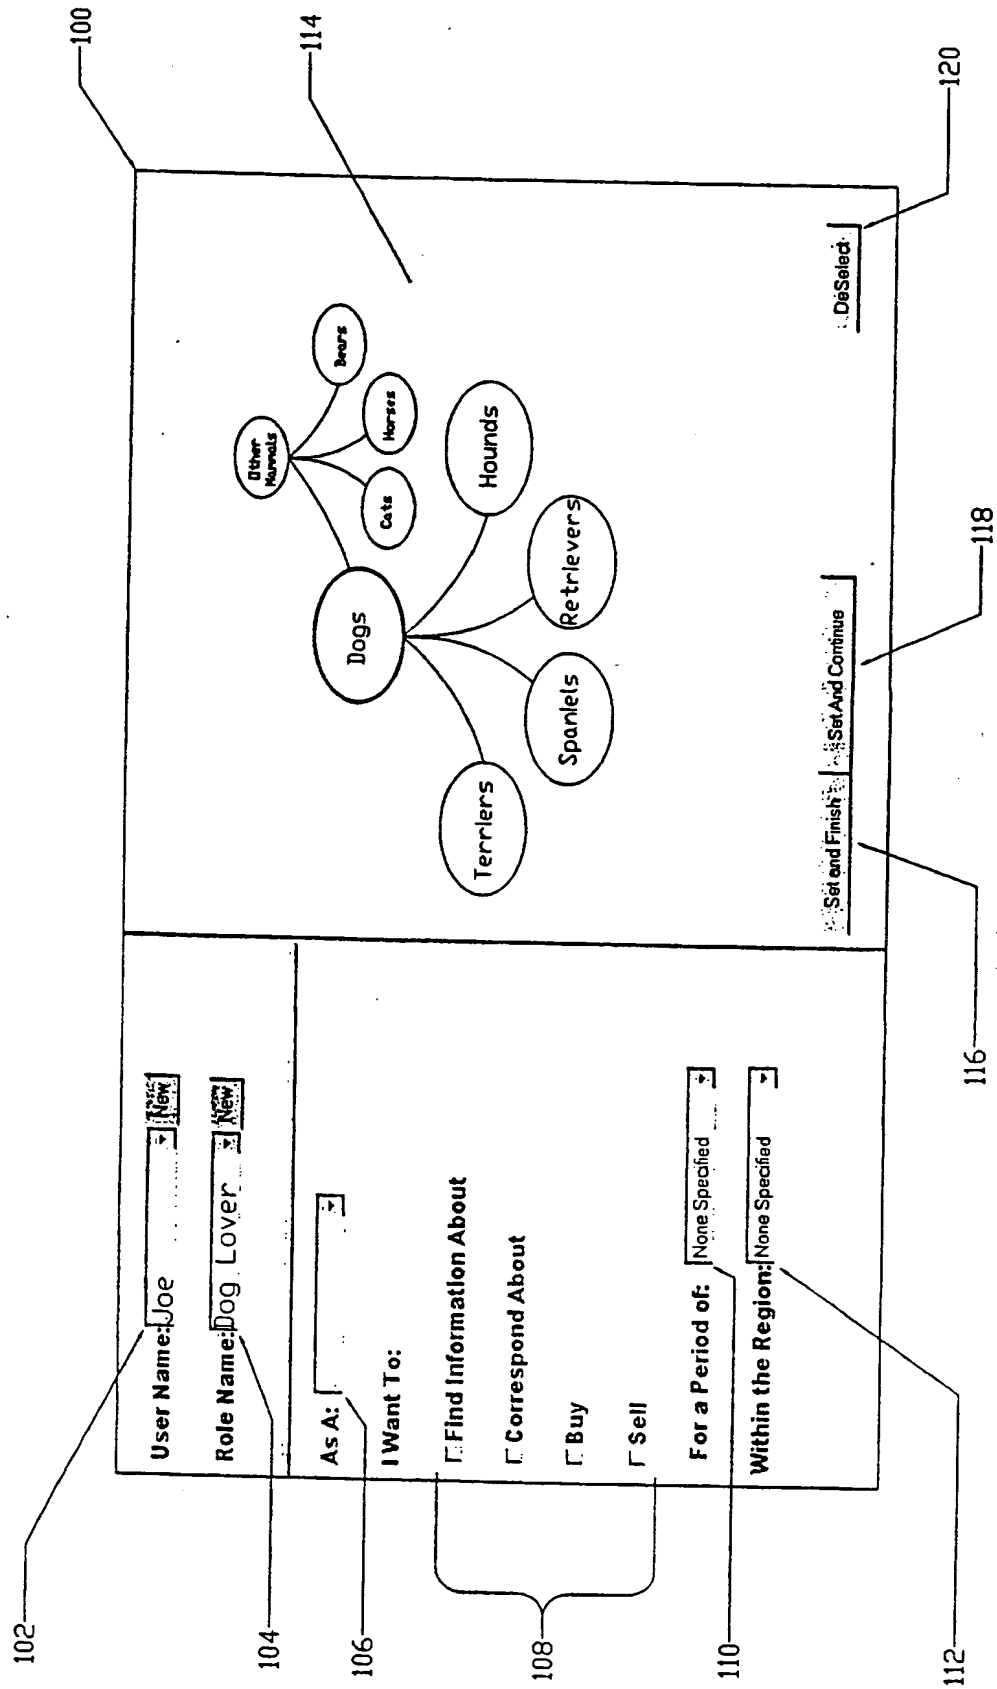 100
114
120
118
116
102
104
106
108
110
112
User Name: Joe New
Role Name: Dog Lover New
As A:
I Want To:
Find Information About
Correspond About
Buy
Sell
For a Period of: None Specified
Within the Region: None Specified
Other
Mammals
Bears
Horses
Cats
Dogs
Terriers
Spaniels
Retrievers
Hounds
Set and Finish
Set And Continue
DeSelect